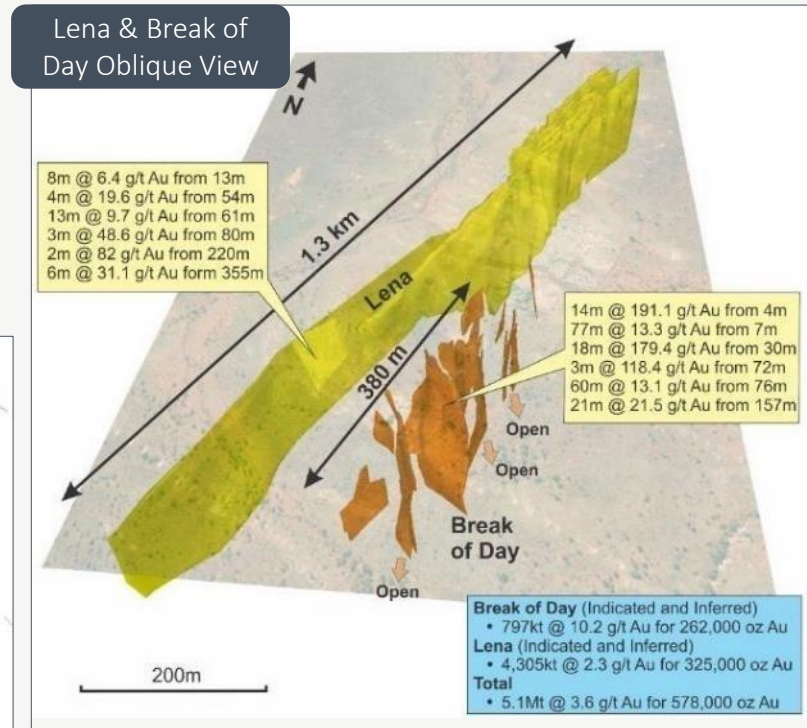 Lena & Break of
Day Oblique View
N
8m @ 6.4 g/t Au from 13m
4m @ 19.6 g/t Au from 54m
13m @ 9.7 g/t Au from 61m
3m @ 48.6 g/t Au from 80m
2m @ 82 g/t Au from 220m
6m @ 31.1 g/t Au form 355m
1.3 km
Lena
380 m
14m @ 191.1 g/t Au from 4m
77m @ 13.3 g/t Au from 7m
18m @ 179.4 g/t Au from 30m
3m @ 118.4 g/t Au from 72m
60m @ 13.1 g/t Au from 76m
21m @ 21.5 g/t Au from 157m
Open
Open
Break
of Day
Open
Break of Day (Indicated and Inferred)
• 797kt @ 10.2 g/t Au for 262,000 oz Au
Lena (Indicated and Inferred)
• 4,305kt @ 2.3 g/t Au for 325,000 oz Au
Total
• 5.1Mt @ 3.6 g/t Au for 578,000 oz Au
200m